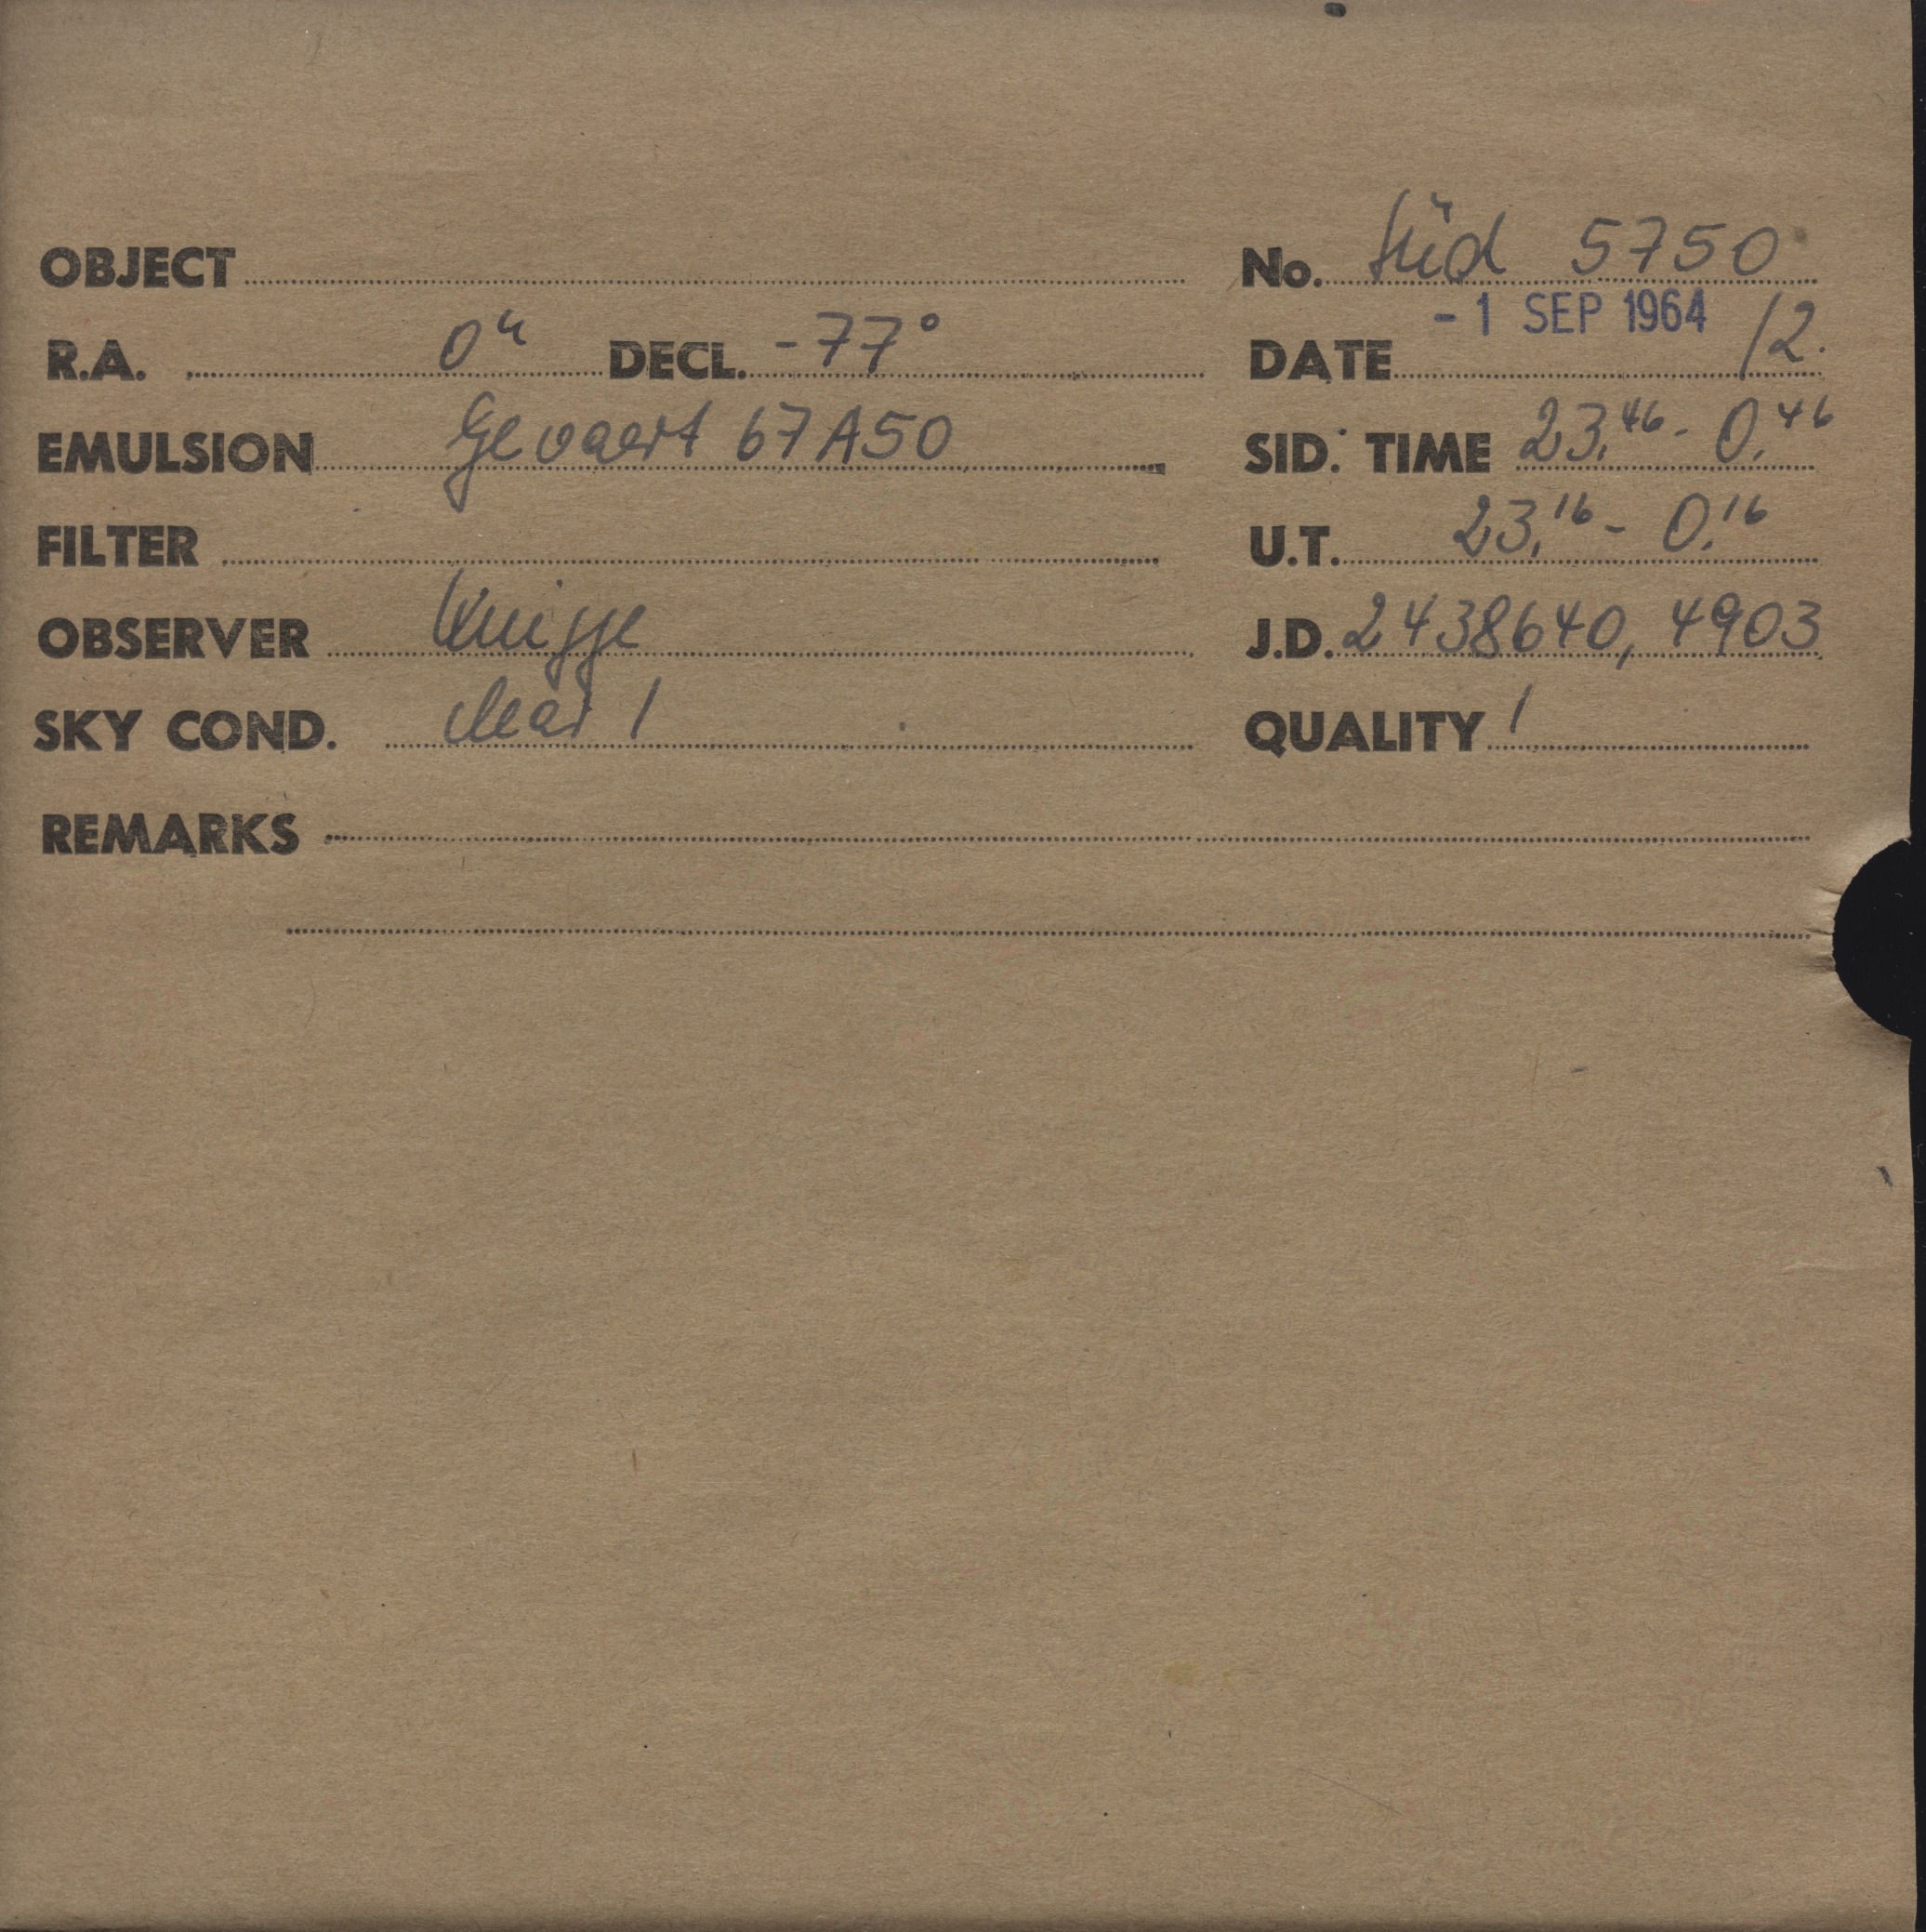 OBJECT No. Süd 5750
- 1 SEP 1964
R.A. 0ʰ DECL. -77° DATE /2.
EMULSION Gevaert 67A50 SID. TIME 23,46 - 0,46
FILTER U.T. 23,16 - 0,16
OBSERVER Knigge J.D. 2438640,4903
SKY COND. clear 1 QUALITY 1
REMARKS